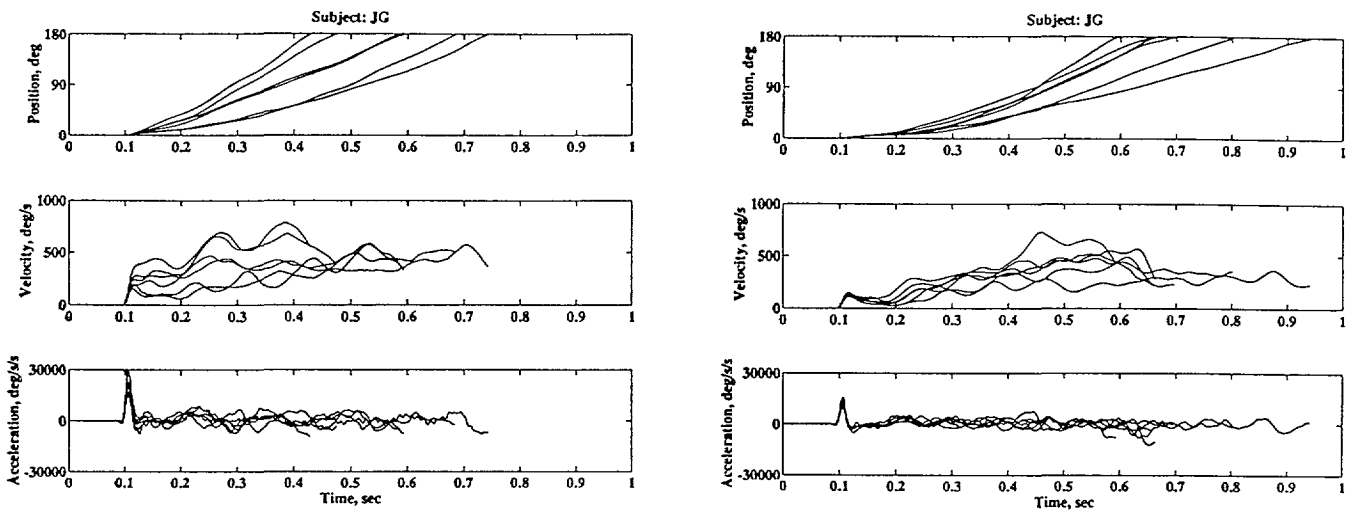 Subject: JG
Position, deg
180
90
0
0 0.1 0.2 0.3 0.4 0.5 0.6 0.7 0.8 0.9 1
Velocity, deg/s
1000
500
0
0 0.1 0.2 0.3 0.4 0.5 0.6 0.7 0.8 0.9 1
Acceleration, deg/s/s
30000
0
-30000
0 0.1 0.2 0.3 0.4 0.5 0.6 0.7 0.8 0.9 1
Time, sec
Subject: JG
Position, deg
180
90
0
0 0.1 0.2 0.3 0.4 0.5 0.6 0.7 0.8 0.9 1
Velocity, deg/s
1000
500
0
0 0.1 0.2 0.3 0.4 0.5 0.6 0.7 0.8 0.9 1
Acceleration, deg/s/s
30000
0
-30000
0 0.1 0.2 0.3 0.4 0.5 0.6 0.7 0.8 0.9 1
Time, sec